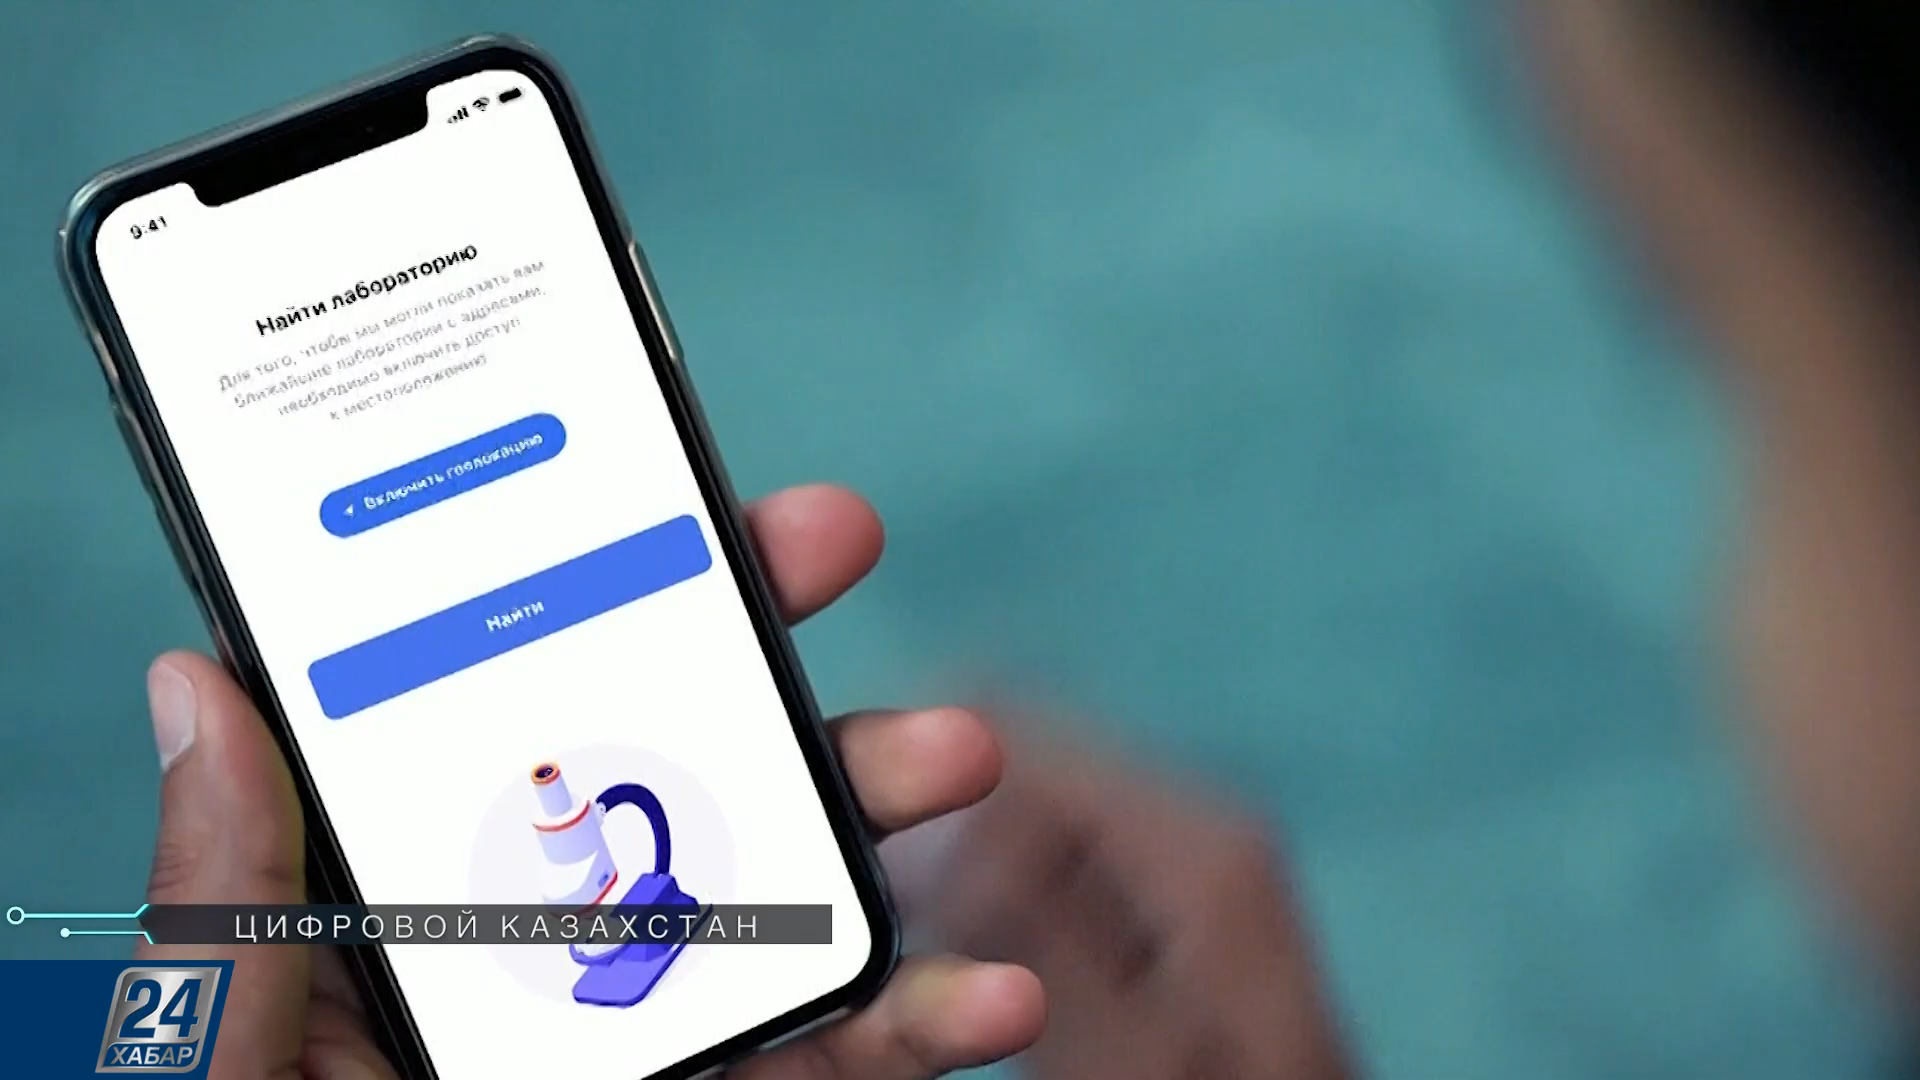 9:41
Найти лабораторию
Для того, чтобы мы могли показать вам
ближайшие лаборатории с адресами,
необходимо включить доступ
к местоположению
Включить геолокацию
Найти
ЦИФРОВОЙ КАЗАХСТАН
24
ХАБАР